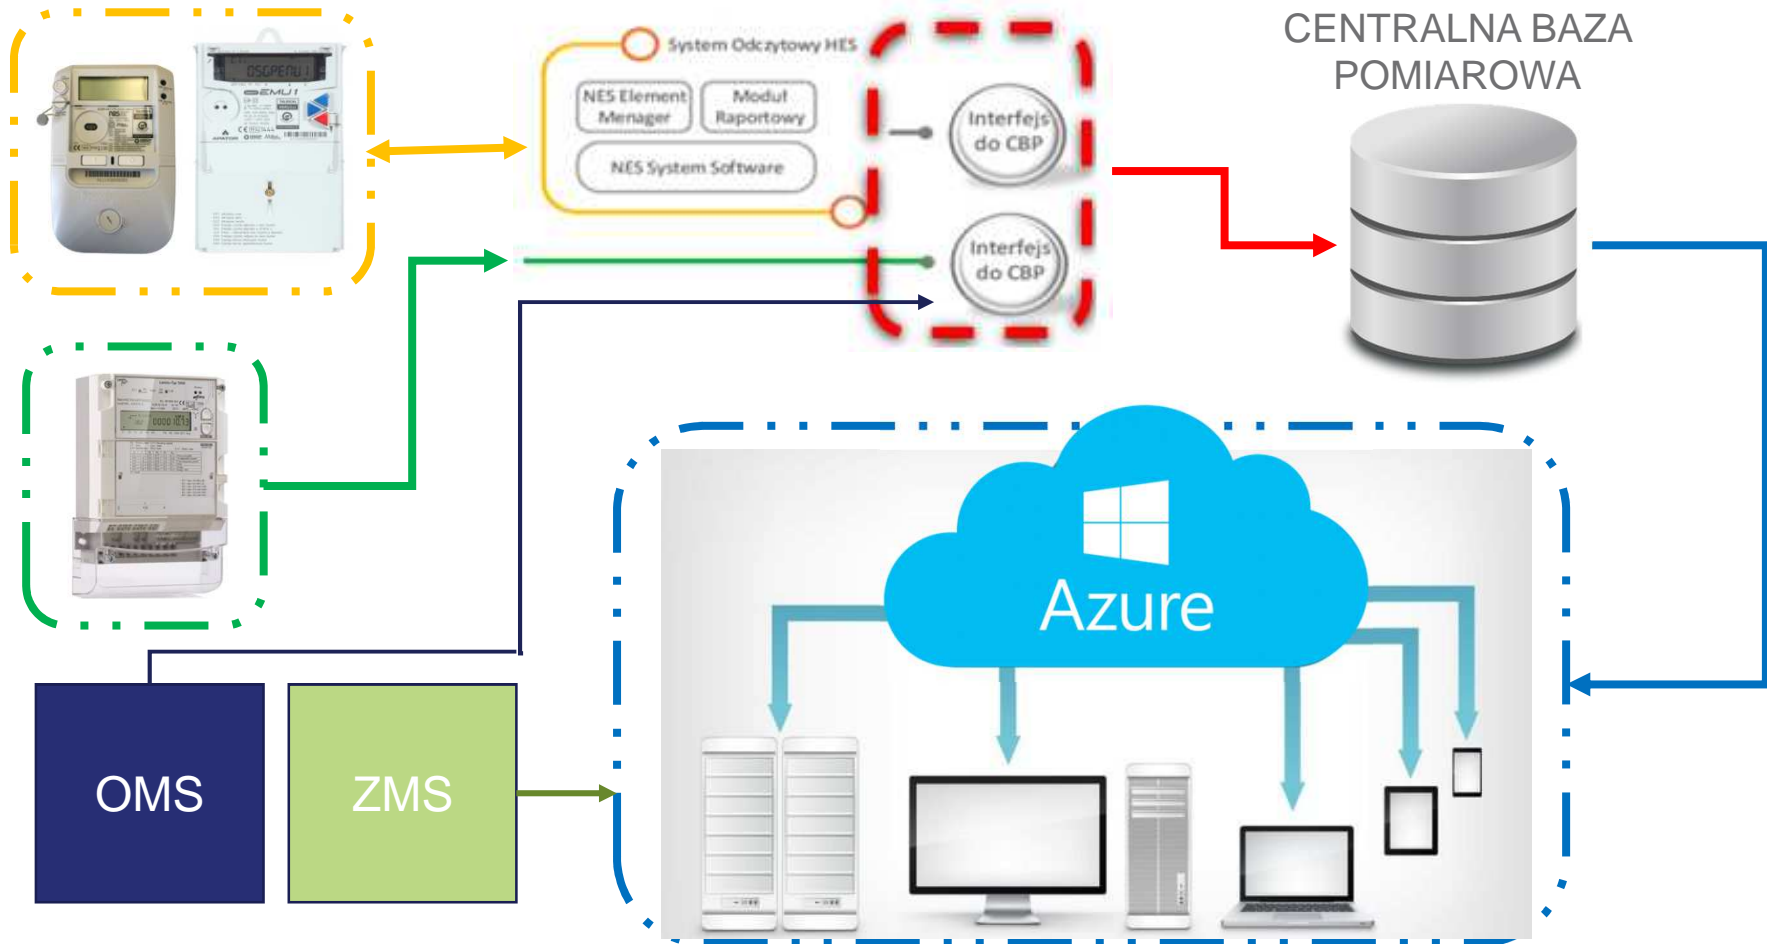 CENTRALNA BAZA
POMIAROWA
System Odczytowy HES
NES Element
Menager
Moduł
Raportowy
NES System Software
Interfejs
do CBP
Interfejs
do CBP
Azure
OMS
ZMS